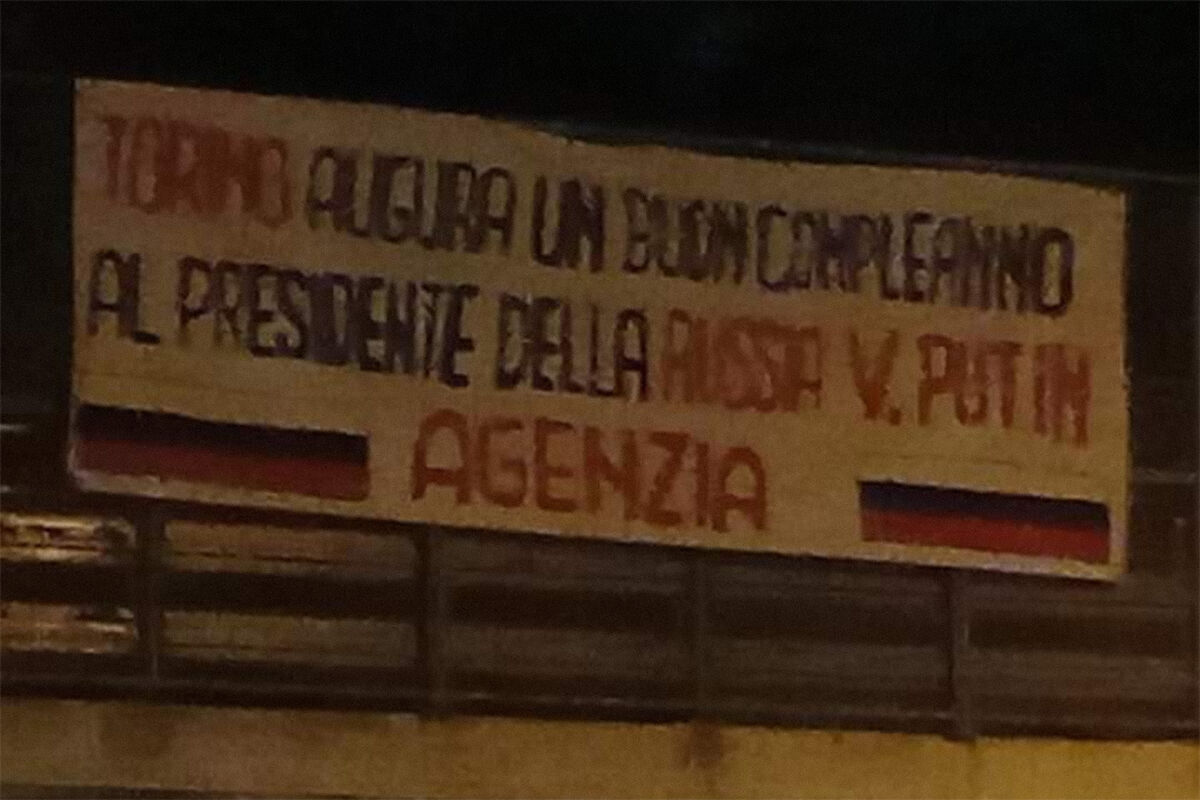 TORINO AUGURA UN BUON COMPLEANNO
AL PRESIDENTE DELLA RUSSIA V. PUTIN
AGENZIA